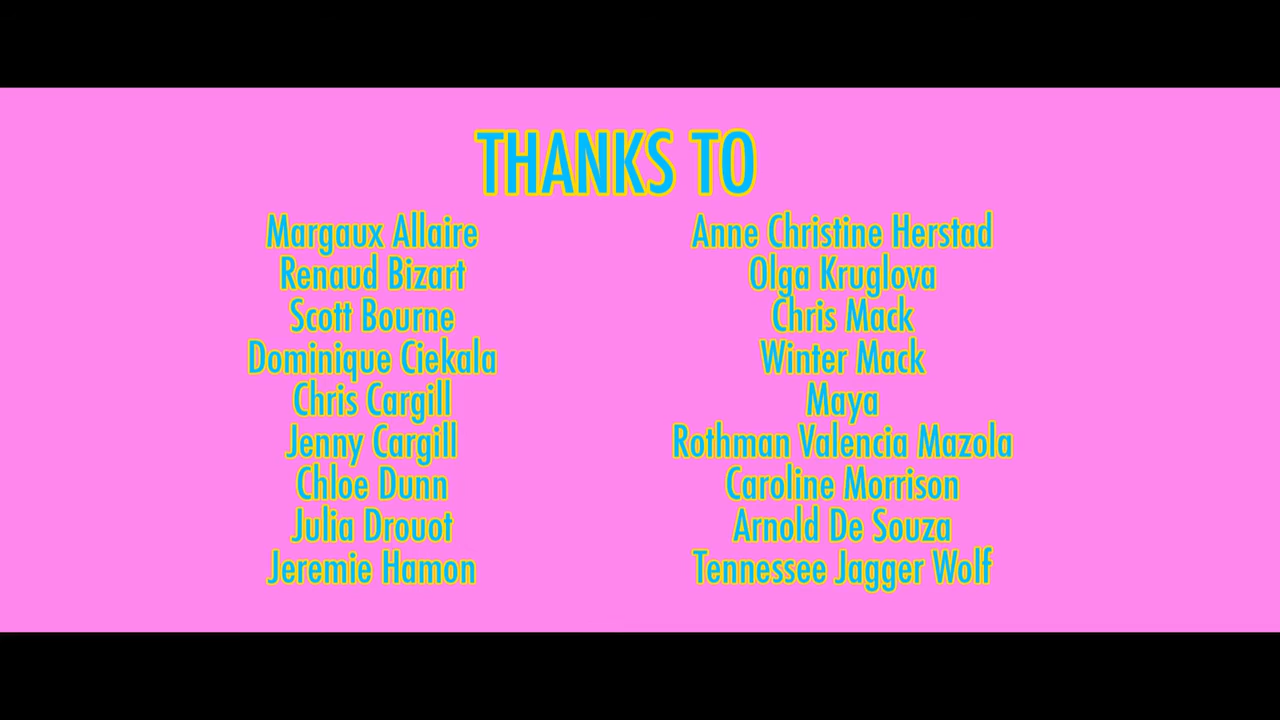 THANKS TO
Margaux Allaire
Renaud Bizart
Scott Bourne
Dominique Ciekala
Chris Cargill
Jenny Cargill
Chloe Dunn
Julia Drouot
Jeremie Hamon
Anne Christine Herstad
Olga Kruglova
Chris Mack
Winter Mack
Maya
Rothman Valencia Mazola
Caroline Morrison
Arnold De Souza
Tennessee Jagger Wolf